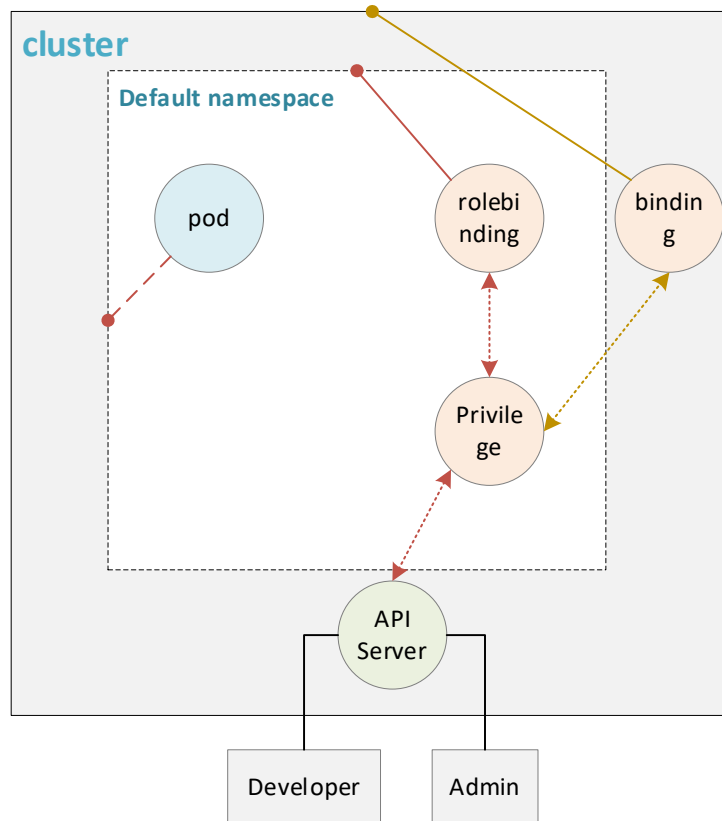 cluster
Default namespace
pod
rolebi
nding
bindin
g
Privile
ge
API
Server
Developer
Admin